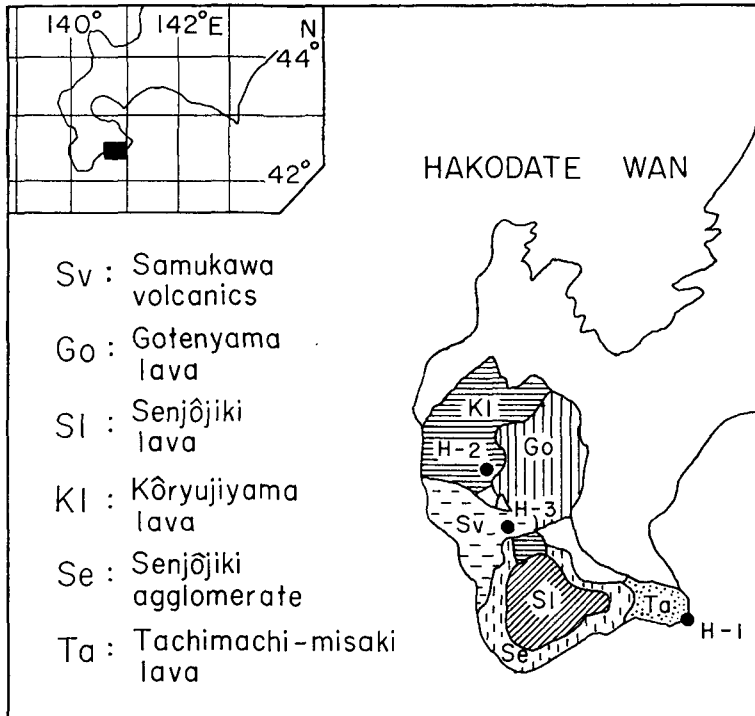 140° 142°E N
44°
42°
HAKODATE WAN
Sv : Samukawa
volcanics
Go : Gotenyama
lava
Sl : Senjôjiki
lava
Kl : Kôryujiyama
lava
Se : Senjôjiki
agglomerate
Ta : Tachimachi-misaki
lava
Kl
H-2
Go
Sv
H-3
Sl
Ta
H-1
Se